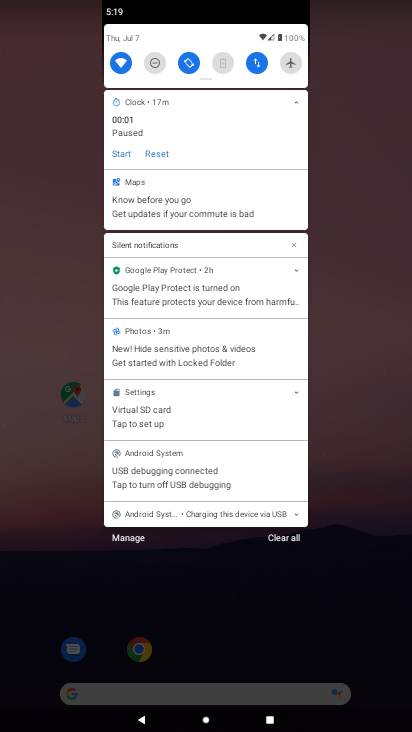 5:19
Thu, Jul 7
100%
Clock • 17m
00:01
Paused
Start Reset
Maps
Know before you go
Get updates if your commute is bad
Silent notifications
Google Play Protect • 2h
Google Play Protect is turned on
This feature protects your device from harmfu..
Photos • 3m
New! Hide sensitive photos & videos
Get started with Locked Folder
Settings
Virtual SD card
Tap to set up
Android System
USB debugging connected
Tap to turn off USB debugging
Android Syst... • Charging this device via USB
Manage Clear all
Maps